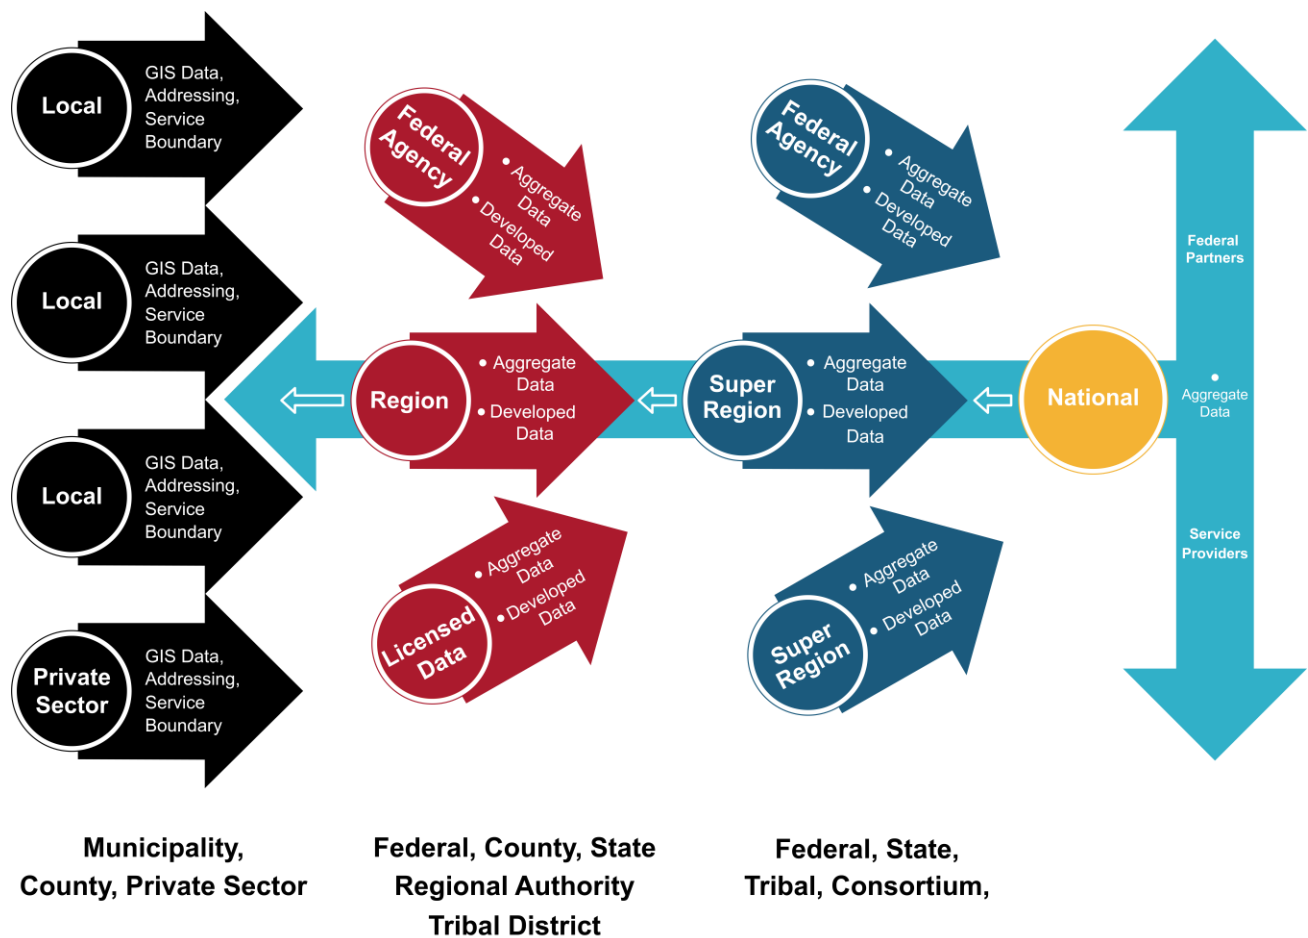 Local
GIS Data,
Addressing,
Service
Boundary
Local
GIS Data,
Addressing,
Service
Boundary
Local
GIS Data,
Addressing,
Service
Boundary
Private
Sector
GIS Data,
Addressing,
Service
Boundary
Federal
Agency
• Aggregate
Data
• Developed
Data
Region
• Aggregate
Data
• Developed
Data
Licensed
Data
• Aggregate
Data
• Developed
Data
Federal
Agency
• Aggregate
Data
• Developed
Data
Super
Region
• Aggregate
Data
• Developed
Data
Super
Region
• Aggregate
Data
• Developed
Data
National
Federal
Partners
•
Aggregate
Data
Service
Providers
Municipality,
County, Private Sector
Federal, County, State
Regional Authority
Tribal District
Federal, State,
Tribal, Consortium,